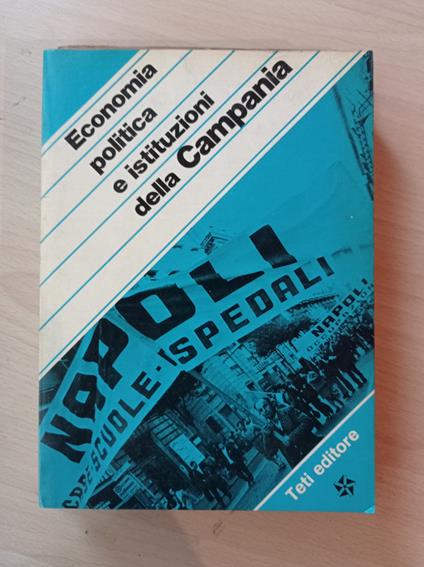 Economia
politica
e istituzioni
della Campania
NAPOLI
SCUOLE-OSPEDALI
NAPOLI
Teti editore